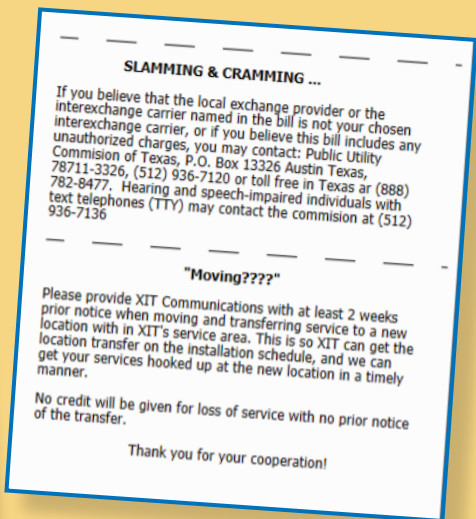 SLAMMING & CRAMMING ...
If you believe that the local exchange provider or the
interexchange carrier named in the bill is not your chosen
interexchange carrier, or if you believe this bill includes any
unauthorized charges, you may contact: Public Utility
Commision of Texas, P.O. Box 13326 Austin Texas,
78711-3326, (512) 936-7120 or toll free in Texas ar (888)
782-8477. Hearing and speech-impaired individuals with
text telephones (TTY) may contact the commision at (512)
936-7136
"Moving????"
Please provide XIT Communications with at least 2 weeks
prior notice when moving and transferring service to a new
location with in XIT's service area. This is so XIT can get the
location transfer on the installation schedule, and we can
get your services hooked up at the new location in a timely
manner.
No credit will be given for loss of service with no prior notice
of the transfer.
Thank you for your cooperation!